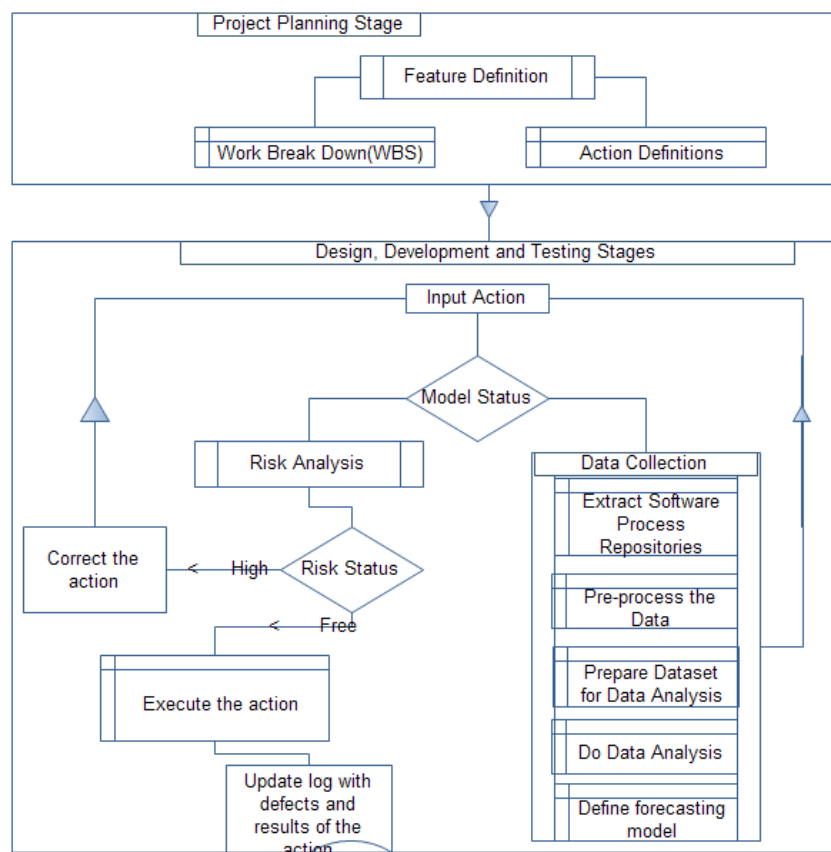 Project Planning Stage
Feature Definition
Work Break Down(WBS)
Action Definitions
Design, Development and Testing Stages
Input Action
Model Status
Risk Analysis
Data Collection
Extract Software
Process
Repositories
Correct the
action
< High
Risk Status
Pre-process the
Data
< Free
Execute the action
Prepare Dataset
for Data Analysis
Do Data Analysis
Update log with
defects and
results of the
action
Define forecasting
model